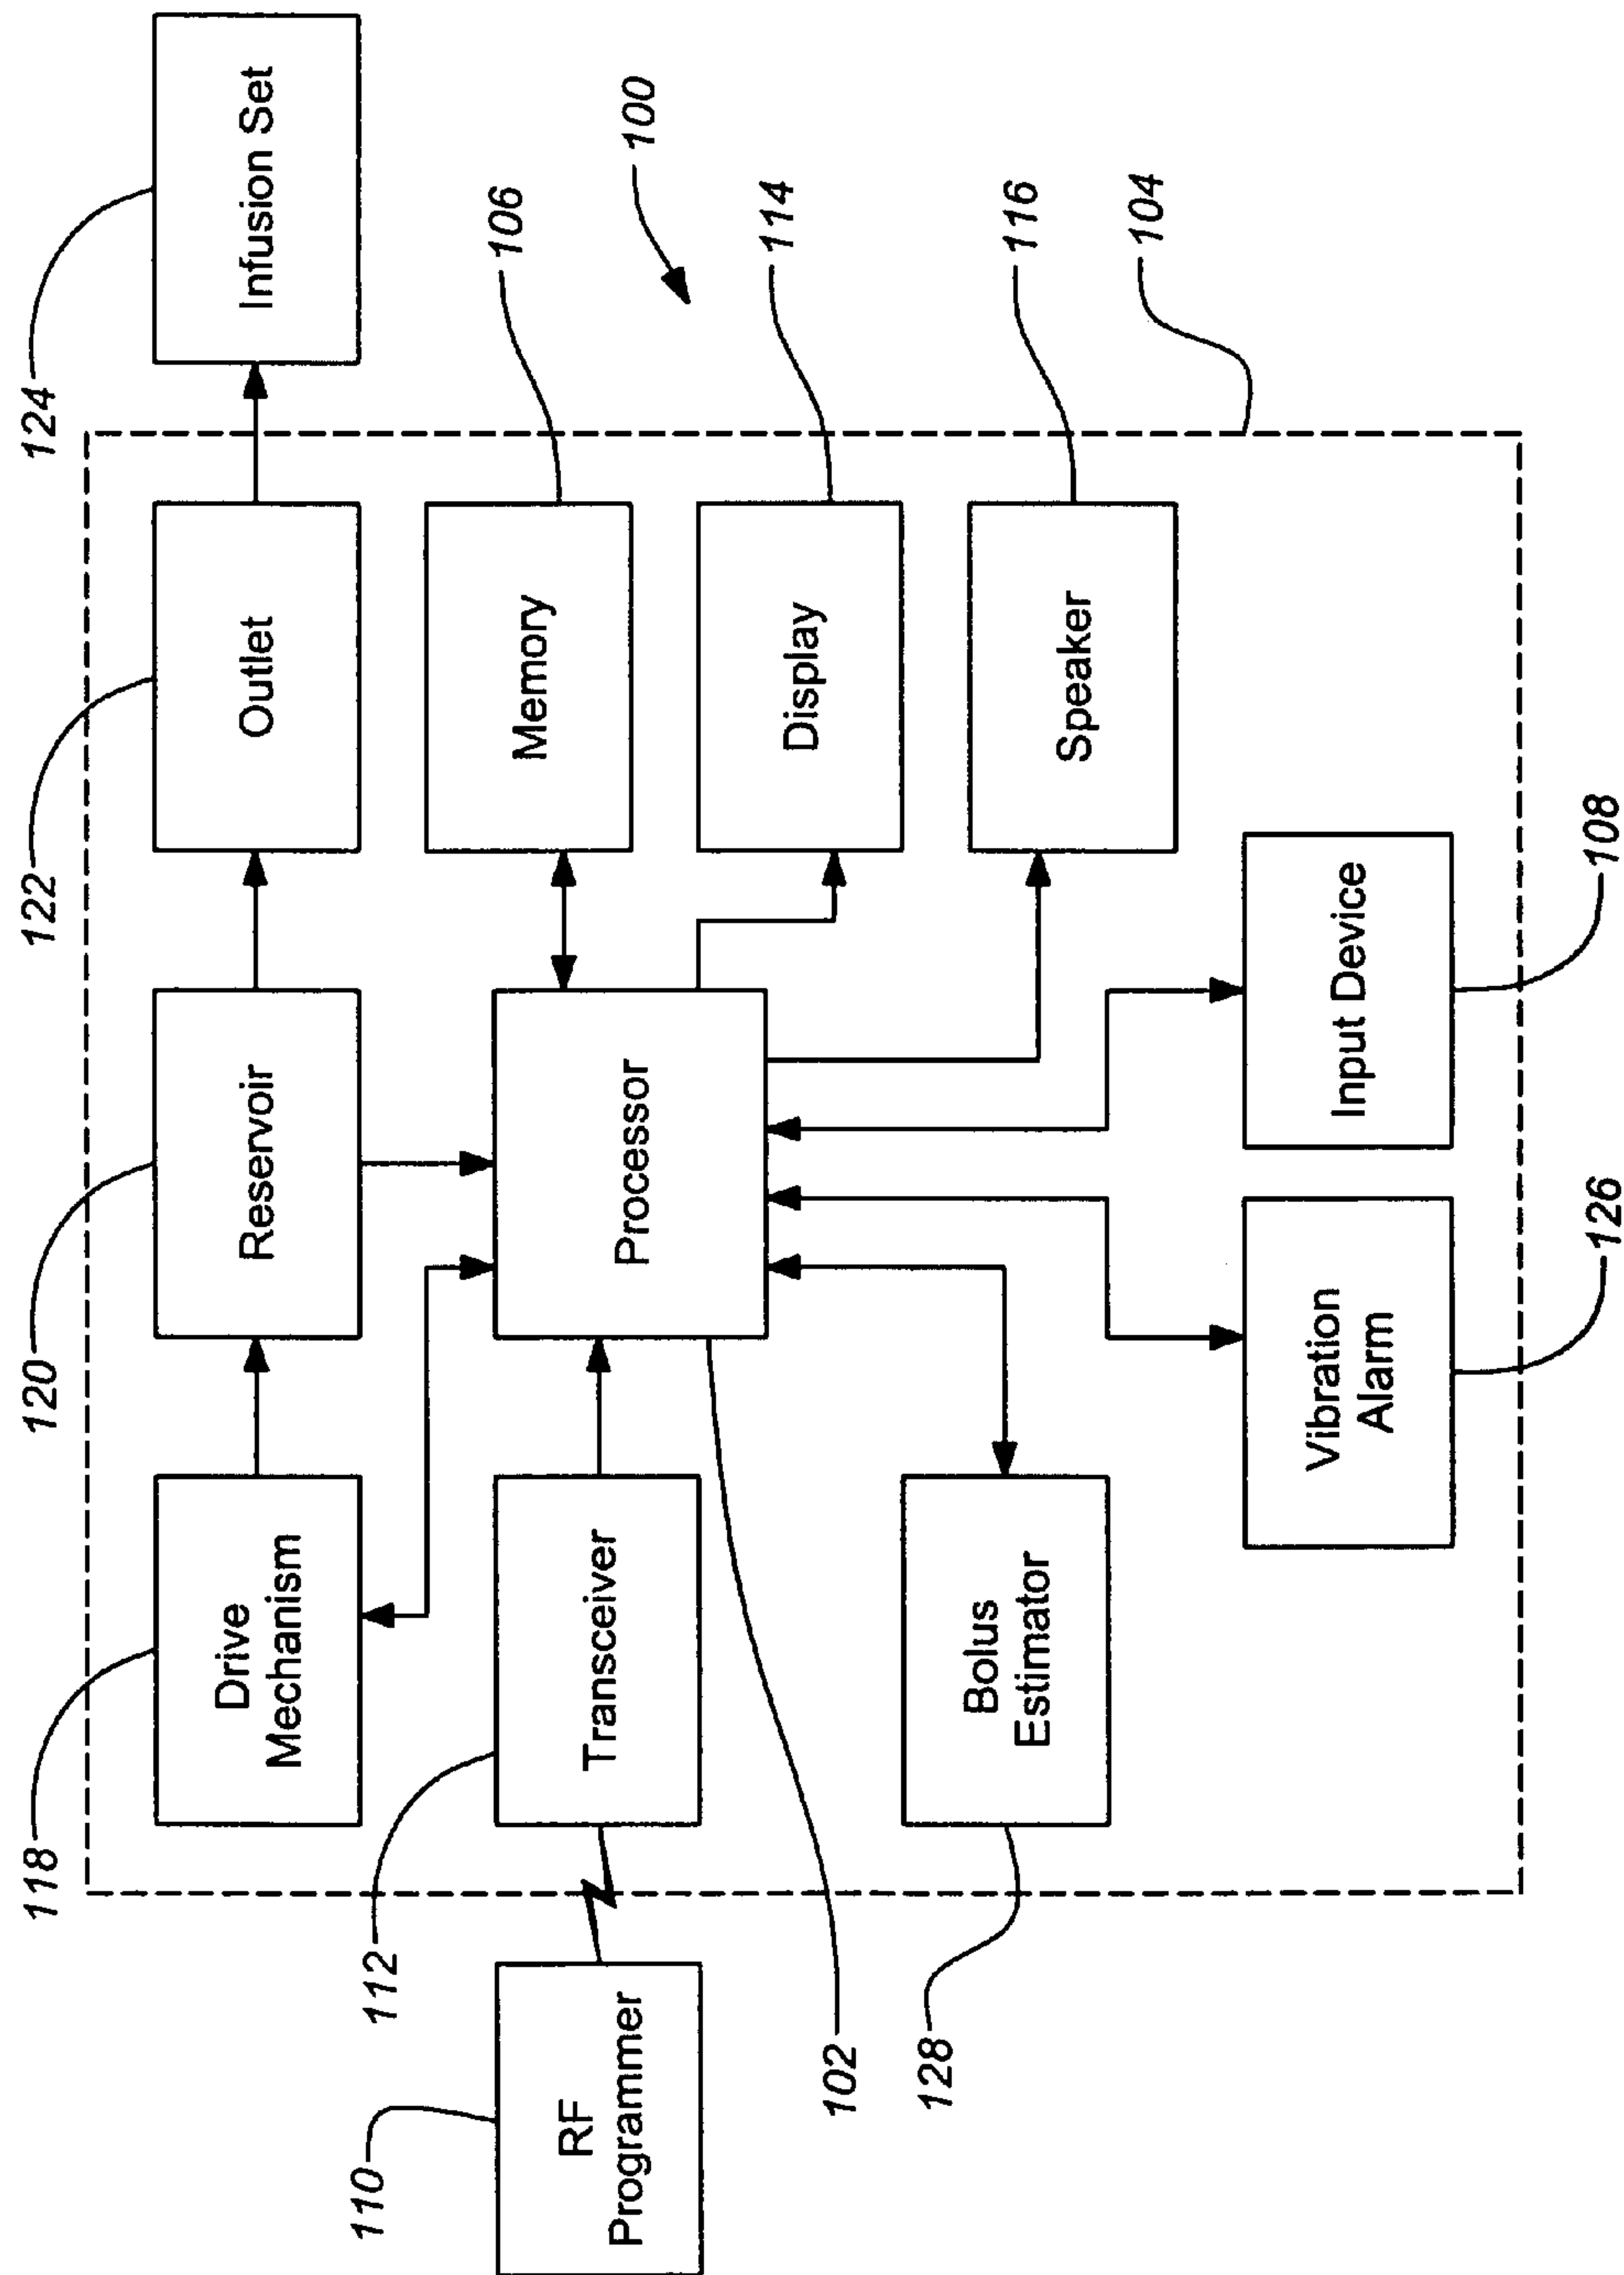 118
120
122
124
Drive
Mechanism
Reservoir
Outlet
Infusion Set
112
106
110
RF
Programmer
Transceiver
Processor
Memory
100
102
Display
114
128
Bolus
Estimator
Speaker
116
Vibration
Alarm
Input Device
104
126
108